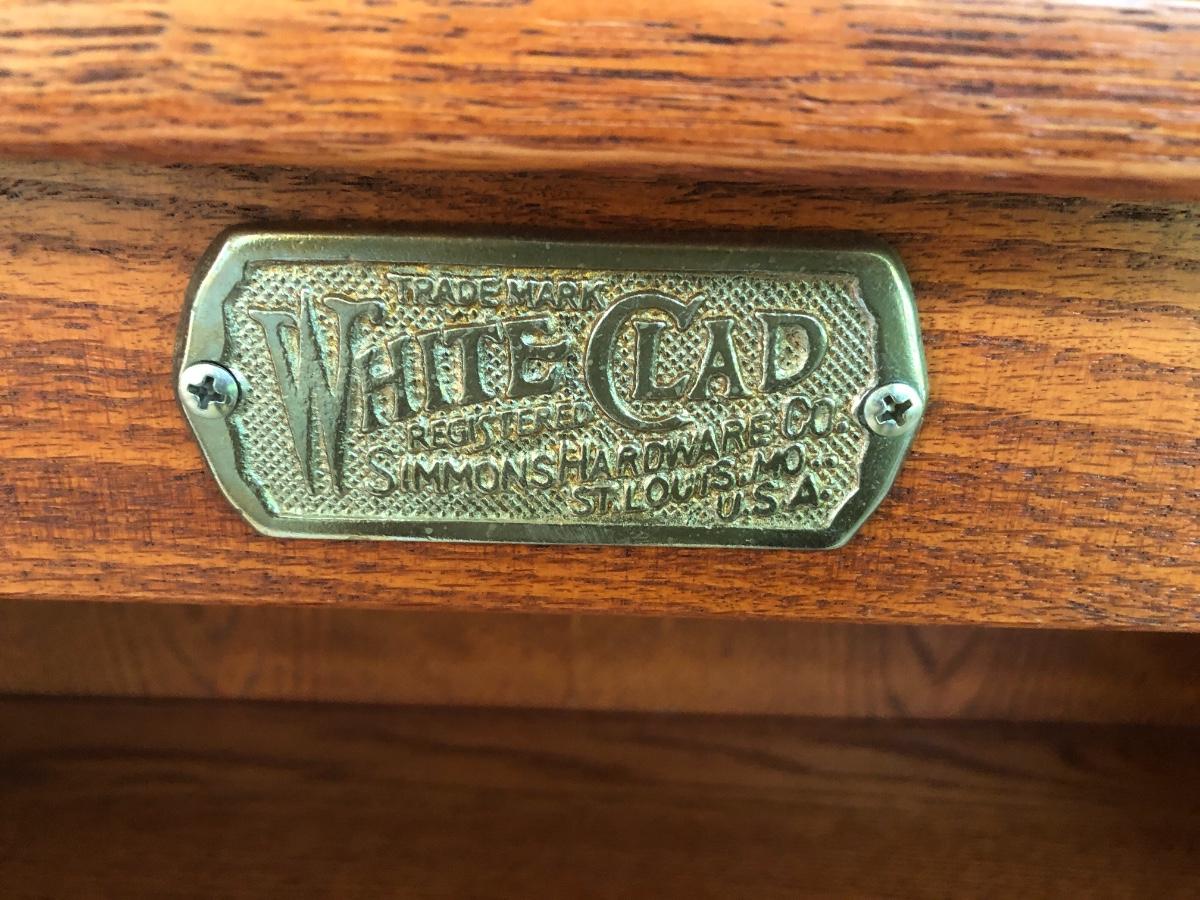 TRADE MARK
WHITE CLAD
REGISTERED
SIMMONS HARDWARE CO.
ST. LOUIS, MO.
U.S.A.